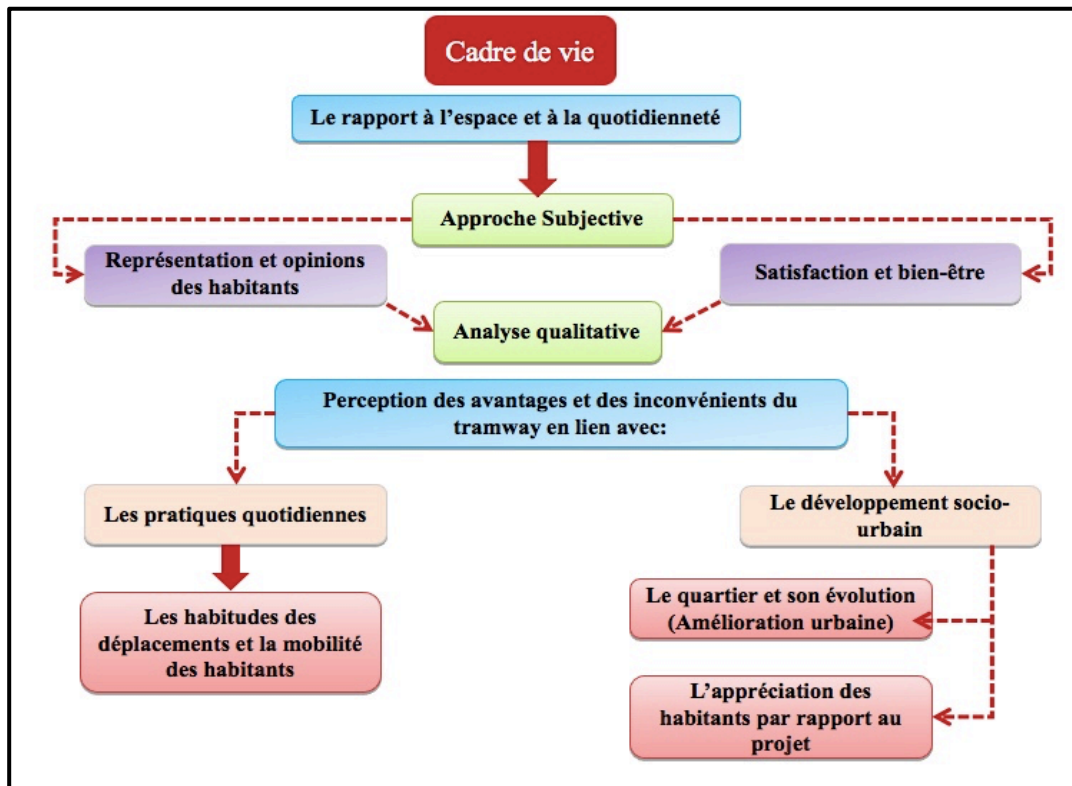 Cadre de vie
Le rapport à l’espace et à la quotidienneté
Approche Subjective
Représentation et opinions
des habitants
Satisfaction et bien-être
Analyse qualitative
Perception des avantages et des inconvénients du
tramway en lien avec:
Les pratiques quotidiennes
Le développement socio-
urbain
Les habitudes des
déplacements et la mobilité
des habitants
Le quartier et son évolution
(Amélioration urbaine)
L’appréciation des
habitants par rapport au
projet